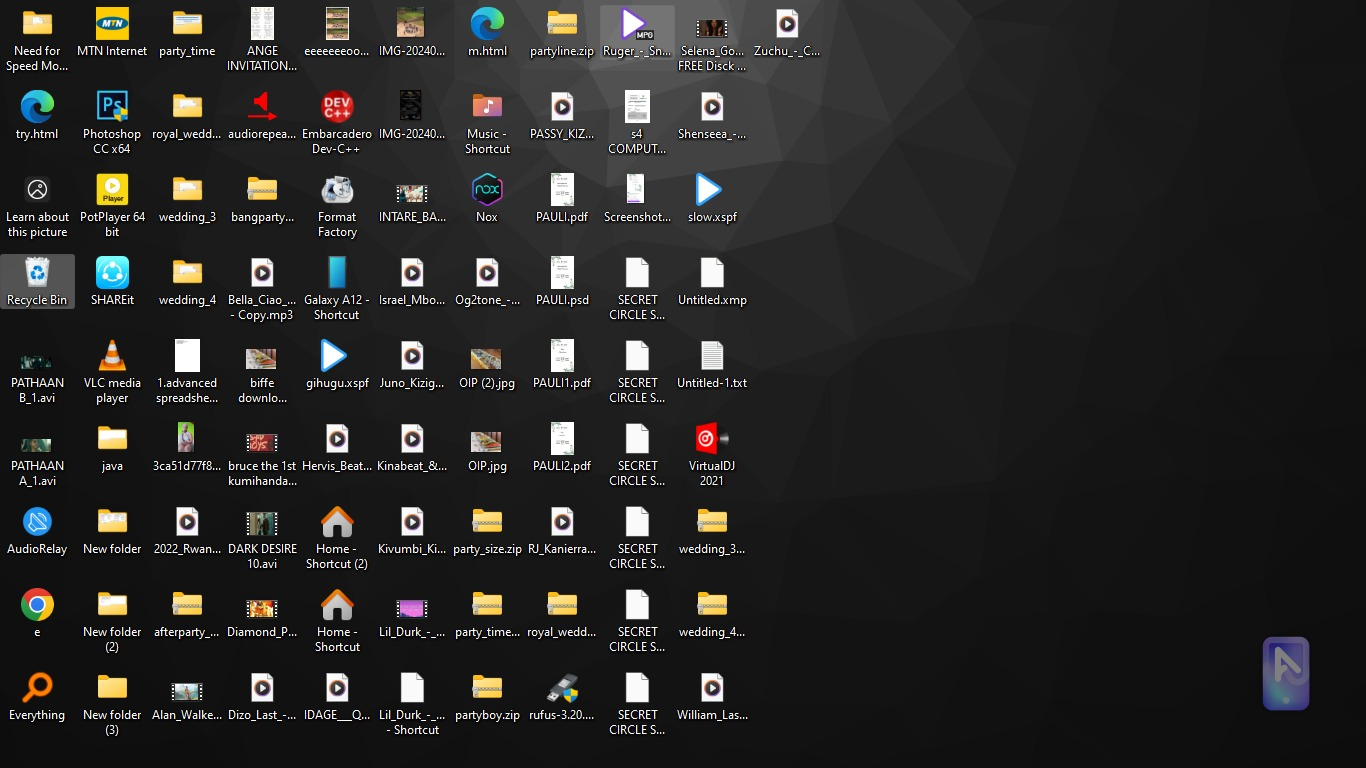 Need for
Speed Mo...
MTN
MTN Internet
party_time
ANGE
INVITATION...
eeeeeeeoo...
IMG-20240...
m.html
partyline.zip
MPG
Ruger_-_Sn...
Selena_Go...
FREE Disck ...
Zuchu_-_C...
try.html
Ps
Photoshop
CC x64
royal_wedd...
audiorepea...
DEV
C++
Embarcadero
Dev-C++
IMG-20240...
Music -
Shortcut
PASSY_KIZ...
s4
COMPUT...
Shenseea_-...
Learn about
this picture
Player
PotPlayer 64
bit
wedding_3
bangparty...
Format
Factory
INTARE_BA...
nox
Nox
PAULI.pdf
Screenshot...
slow.xspf
Recycle Bin
SHAREit
wedding_4
Bella_Ciao_...
- Copy.mp3
Galaxy A12 -
Shortcut
Israel_Mbo...
Og2tone_-...
PAULI.psd
SECRET
CIRCLE S...
Untitled.xmp
PATHAAN
B_1.avi
VLC media
player
1.advanced
spreadshe...
biffe
downlo...
gihugu.xspf
Juno_Kizig...
OIP (2).jpg
PAULI1.pdf
SECRET
CIRCLE S...
Untitled-1.txt
PATHAAN
A_1.avi
java
3ca51d77f8...
bruce the 1st
kumihanda...
Hervis_Beat...
Kinabeat_&...
OIP.jpg
PAULI2.pdf
SECRET
CIRCLE S...
VirtualDJ
2021
AudioRelay
New folder
2022_Rwan...
DARK DESIRE
10.avi
Home -
Shortcut (2)
Kivumbi_Ki...
party_size.zip
RJ_Kanierra...
SECRET
CIRCLE S...
wedding_3...
e
New folder
(2)
afterparty_...
Diamond_P...
Home -
Shortcut
Lil_Durk_-_...
party_time...
royal_wedd...
SECRET
CIRCLE S...
wedding_4...
Everything
New folder
(3)
Alan_Walke...
Dizo_Last_-...
IDAGE___Q...
Lil_Durk_-_...
- Shortcut
partyboy.zip
rufus-3.20....
SECRET
CIRCLE S...
William_Las...